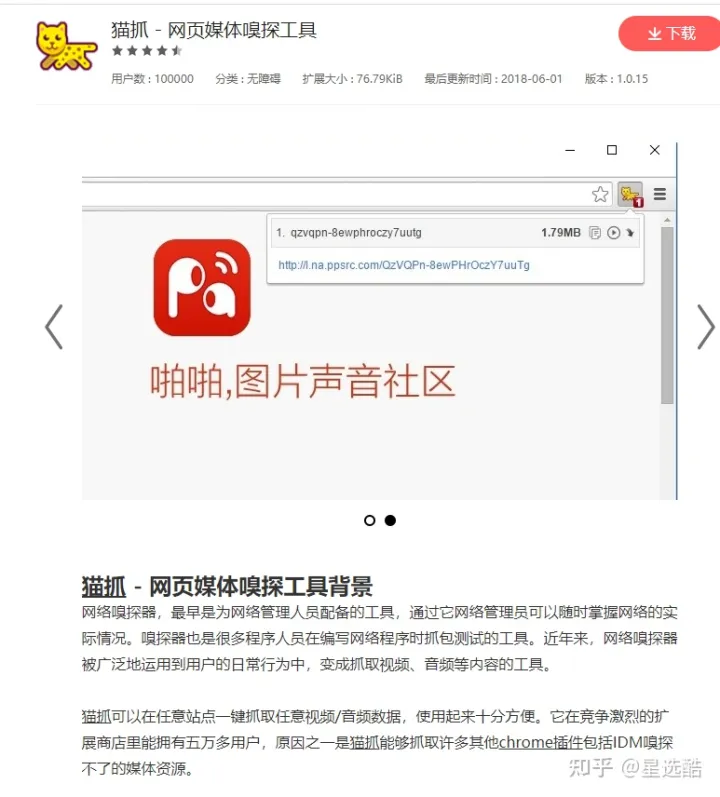 猫抓 - 网页媒体嗅探工具
下载
用户数 : 100000 分类 : 无障碍 扩展大小 : 76.79KiB 最后更新时间 : 2018-06-01 版本 : 1.0.15
1
1. qzvqpn-8ewphroczy7uutg 1.79MB
http://l.na.ppsrc.com/QzVQPn-8ewPHrOczY7uuTg
啪啪,图片声音社区
猫抓 - 网页媒体嗅探工具背景
网络嗅探器，最早是为网络管理人员配备的工具，通过它网络管理员可以随时掌握网络的实
际情况。嗅探器也是很多程序人员在编写网络程序时抓包测试的工具。近年来，网络嗅探器
被广泛地运用到用户的日常行为中，变成抓取视频、音频等内容的工具。
猫抓可以在任意站点一键抓取任意视频/音频数据，使用起来十分方便。它在竞争激烈的扩
展商店里能拥有五万多用户，原因之一是猫抓能够抓取许多其他chrome插件包括IDM嗅探
不了的媒体资源。
知乎 @星选酷